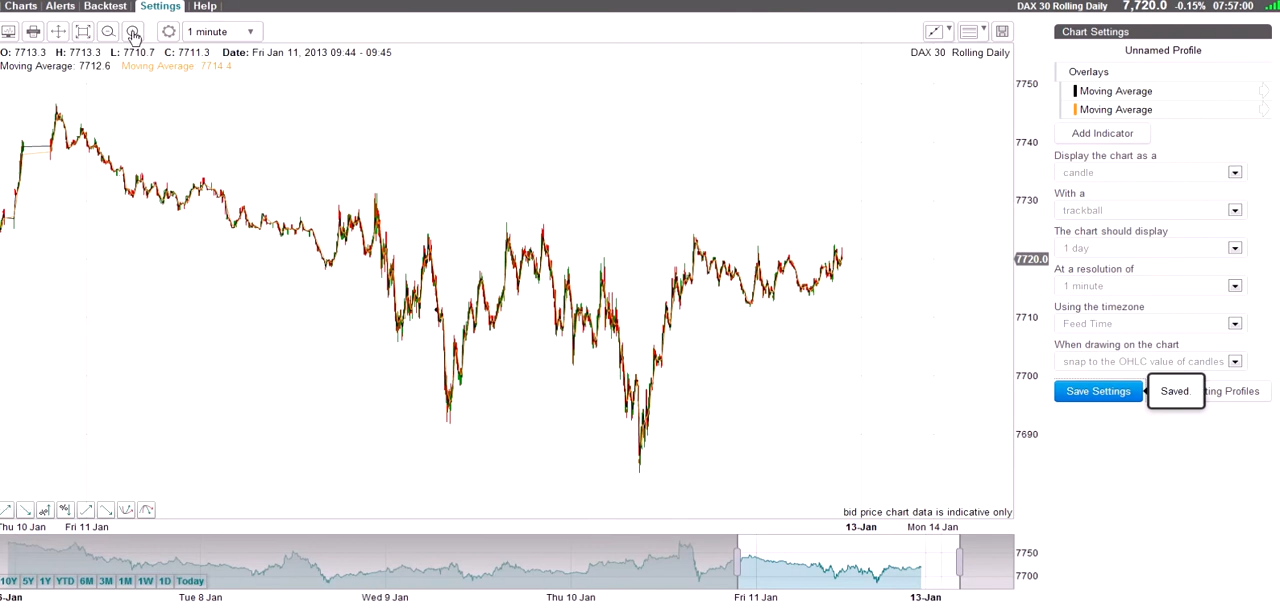 Charts Alerts Backtest Settings Help
DAX 30 Rolling Daily 7,720.0 -0.15% 07:57:00
1 minute
O: 7713.3 H: 7713.3 L: 7710.7 C: 7711.3 Date: Fri Jan 11, 2013 09:44 - 09:45
DAX 30 Rolling Daily
Moving Average: 7712.6 Moving Average: 7714.4
7750
7740
7730
7720.0
7710
7700
7690
bid price chart data is indicative only
Thu 10 Jan Fri 11 Jan 13-Jan Mon 14 Jan
7750
7700
10Y 5Y 1Y YTD 6M 3M 1M 1W 1D Today
6-Jan Tue 8 Jan Wed 9 Jan Thu 10 Jan Fri 11 Jan 13-Jan
Chart Settings
Unnamed Profile
Overlays
Moving Average
Moving Average
Add Indicator
Display the chart as a
candle
With a
trackball
The chart should display
1 day
At a resolution of
1 minute
Using the timezone
Feed Time
When drawing on the chart
snap to the OHLC value of candles
Save Settings Saved. ting Profiles